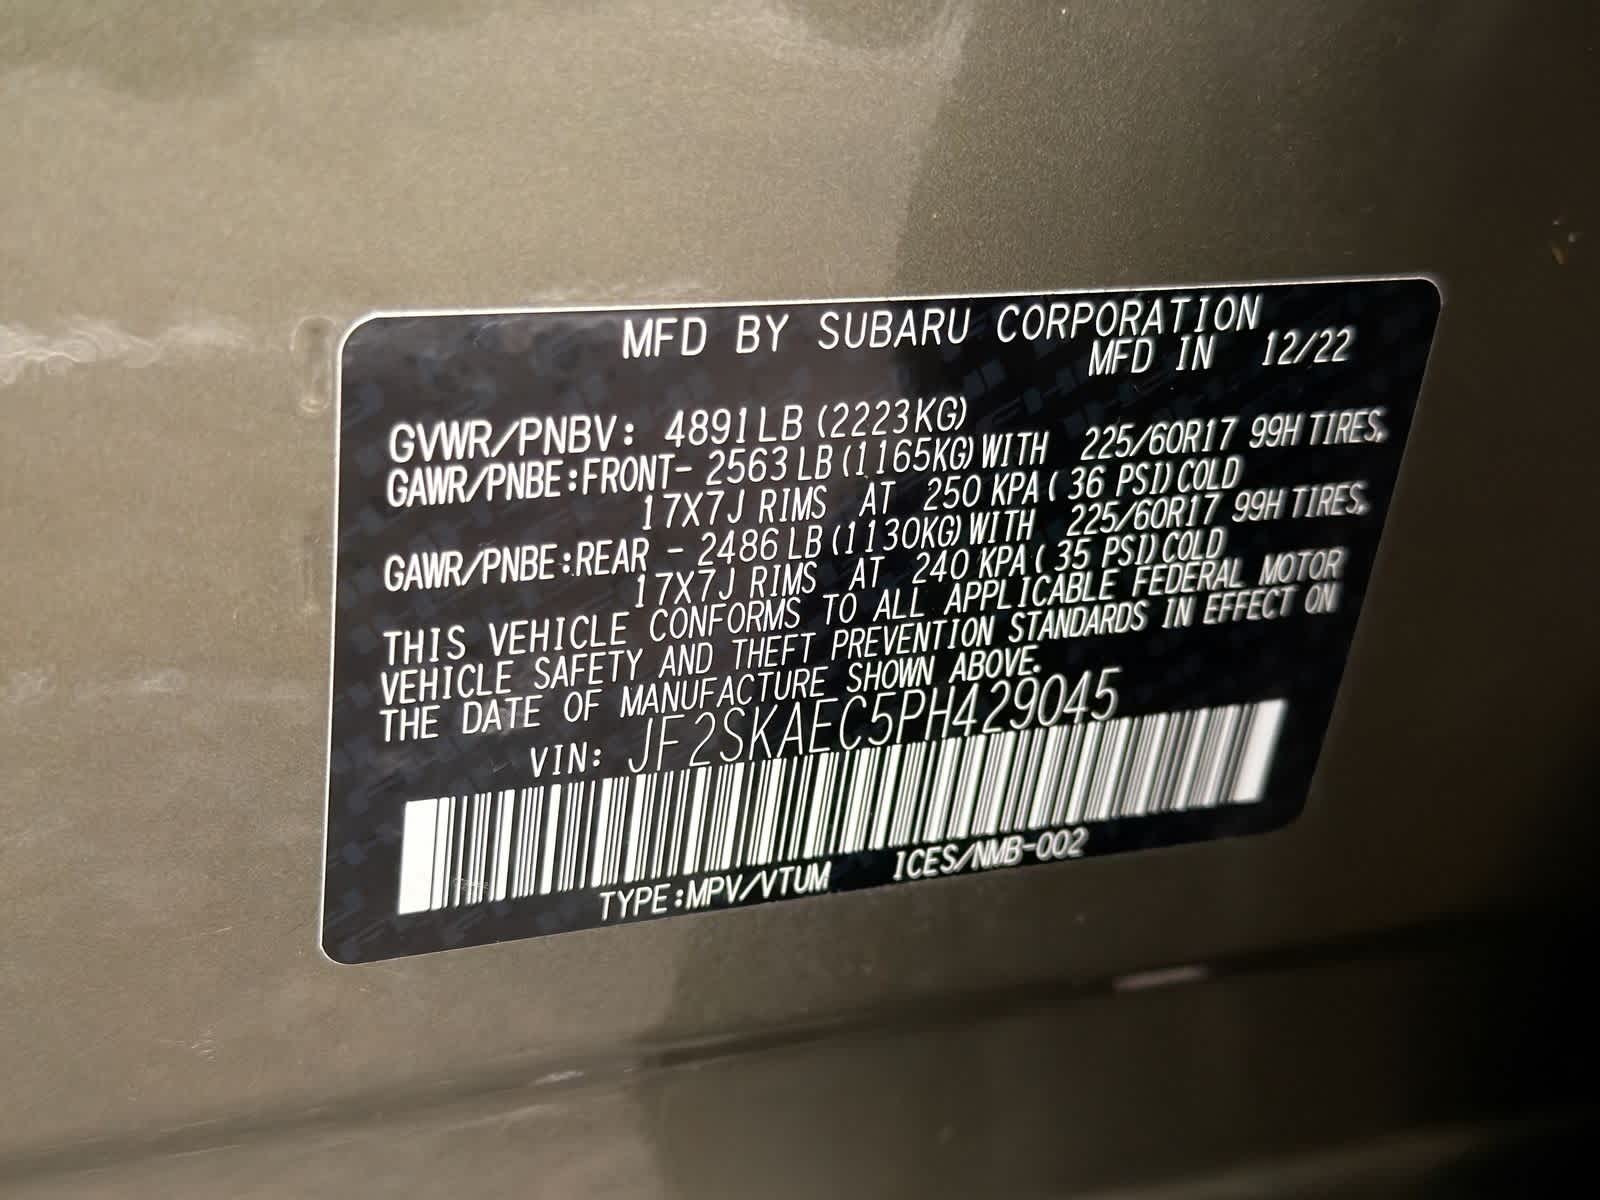 MFD BY SUBARU CORPORATION
MFD IN 12/22
GVWR/PNBV: 4891LB (2223KG)
GAWR/PNBE:FRONT- 2563 LB (1165KG) WITH 225/60R17 99H TIRES,
17X7J RIMS AT 250 KPA ( 36 PSI) COLD
GAWR/PNBE:REAR - 2486 LB (1130KG) WITH 225/60R17 99H TIRES,
17X7J RIMS AT 240 KPA ( 35 PSI) COLD
THIS VEHICLE CONFORMS TO ALL APPLICABLE FEDERAL MOTOR
VEHICLE SAFETY AND THEFT PREVENTION STANDARDS IN EFFECT ON
THE DATE OF MANUFACTURE SHOWN ABOVE.
VIN: JF2SKAEC5PH429045
TYPE:MPV/VTUM ICES/NMB-002